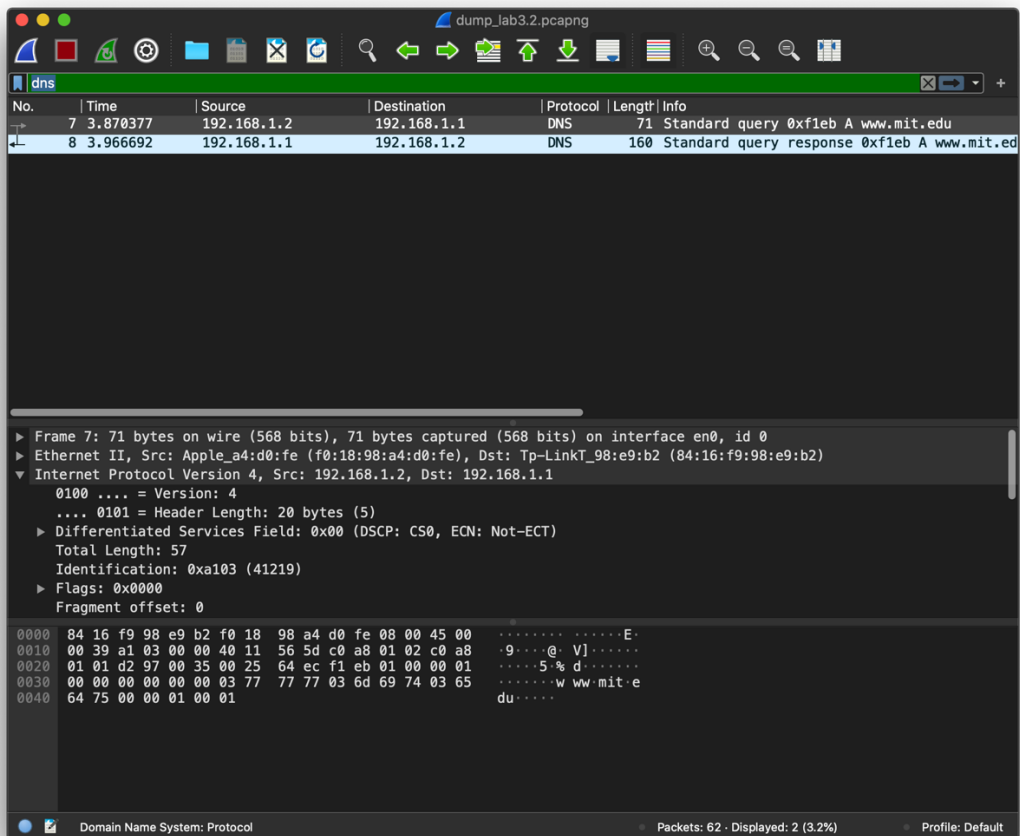 dump_lab3.2.pcapng
dns
No. Time Source Destination Protocol Length Info
7 3.870377 192.168.1.2 192.168.1.1 DNS 71 Standard query 0xf1eb A www.mit.edu
8 3.966692 192.168.1.1 192.168.1.2 DNS 160 Standard query response 0xf1eb A www.mit.ed
Frame 7: 71 bytes on wire (568 bits), 71 bytes captured (568 bits) on interface en0, id 0
Ethernet II, Src: Apple_a4:d0:fe (f0:18:98:a4:d0:fe), Dst: Tp-LinkT_98:e9:b2 (84:16:f9:98:e9:b2)
Internet Protocol Version 4, Src: 192.168.1.2, Dst: 192.168.1.1
0100 .... = Version: 4
.... 0101 = Header Length: 20 bytes (5)
Differentiated Services Field: 0x00 (DSCP: CS0, ECN: Not-ECT)
Total Length: 57
Identification: 0xa103 (41219)
Flags: 0x0000
Fragment offset: 0
0000 84 16 f9 98 e9 b2 f0 18 98 a4 d0 fe 08 00 45 00 ········ ······E·
0010 00 39 a1 03 00 00 40 11 56 5d c0 a8 01 02 c0 a8 ·9····@· V]······
0020 01 01 d2 97 00 35 00 25 64 ec f1 eb 01 00 00 01 ·····5·% d·······
0030 00 00 00 00 00 00 03 77 77 77 03 6d 69 74 03 65 ·······w ww·mit·e
0040 64 75 00 00 01 00 01 du·····
Domain Name System: Protocol Packets: 62 · Displayed: 2 (3.2%) Profile: Default